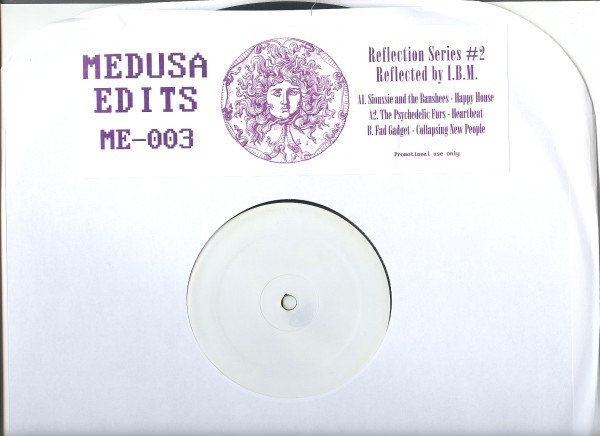 MEDUSA
EDITS
ME-003
Reflection Series #2
Reflected by I.B.M.
A1. Sioussie and the Banshees - Happy House
A2. The Psychedelic Furs - Heartbeat
B. Fad Gadget - Collapsing New People
Promotional use only